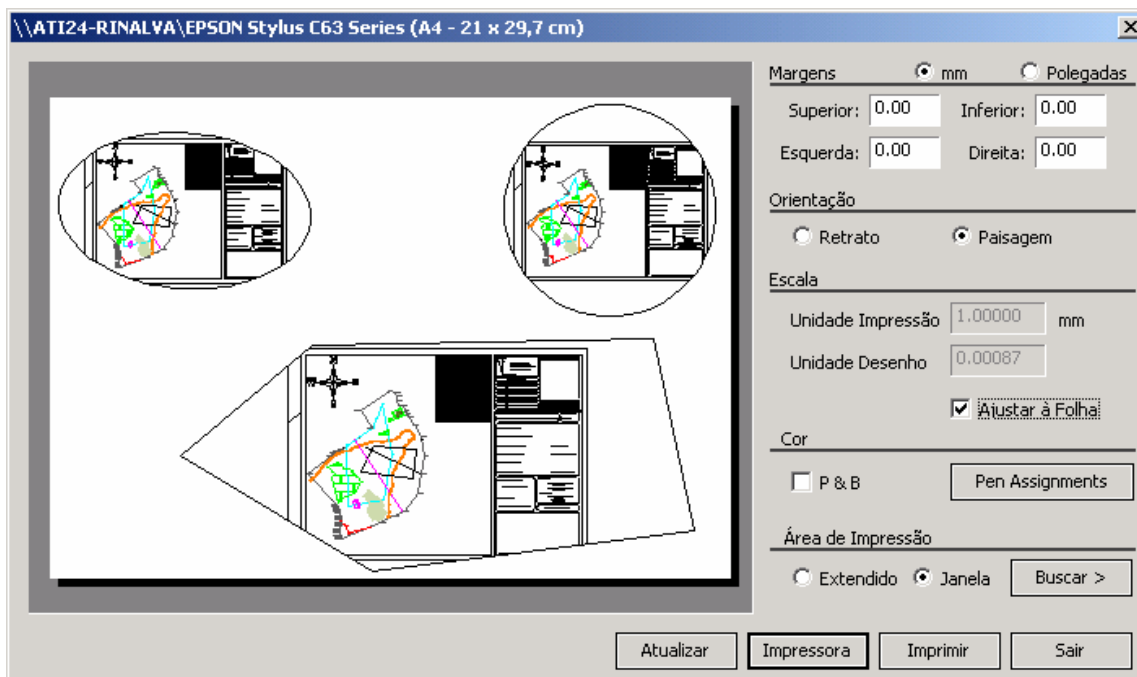 \\ATI24-RINALVA\EPSON Stylus C63 Series (A4 - 21 x 29,7 cm)
Margens mm Polegadas
Superior: 0.00 Inferior: 0.00
Esquerda: 0.00 Direita: 0.00
Orientação
Retrato Paisagem
Escala
Unidade Impressão 1.00000 mm
Unidade Desenho 0.00087
Ajustar à Folha
Cor
P & B Pen Assignments
Área de Impressão
Extendido Janela Buscar >
Atualizar Impressora Imprimir Sair